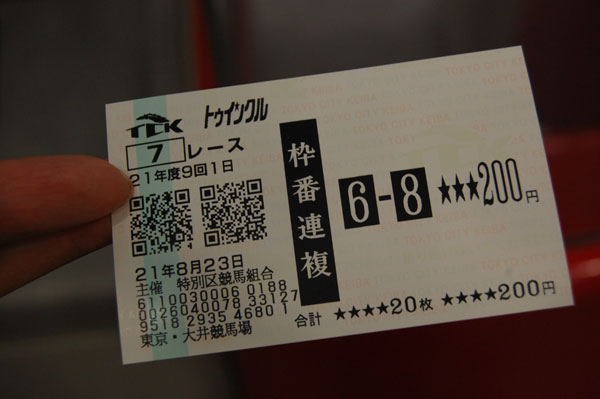 TCK トゥインクル
7 レース
21年度9回1日
21年8月23日
主催 特別区競馬組合
6110030006 0188
0026040078 33127
9518 2935 4680 1
東京・大井競馬場
枠番連複
6-8 ★★★200円
合計 ★★★★20枚 ★★★★200円
TOKYO CITY KEIBA